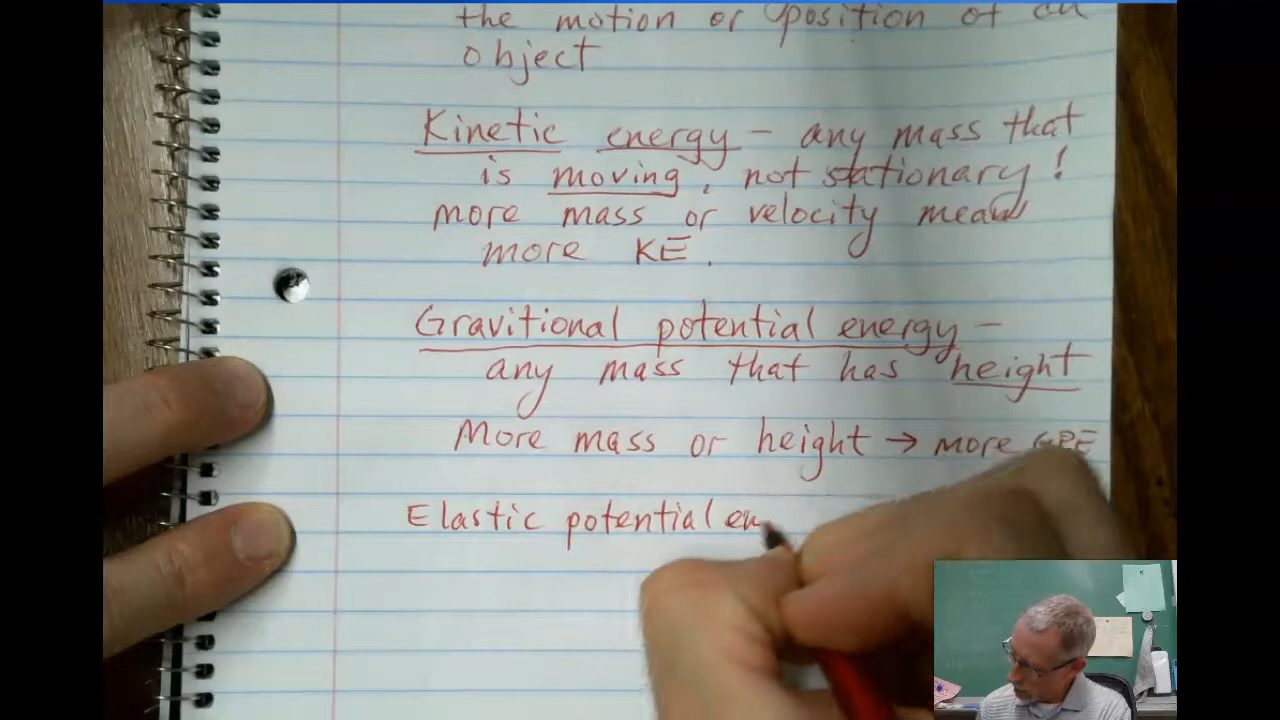 the motion or position of an
object
Kinetic energy - any mass that
is moving, not stationary!
more mass or velocity means
more KE.
Gravitional potential energy -
any mass that has height
More mass or height → more GPE
Elastic potential en